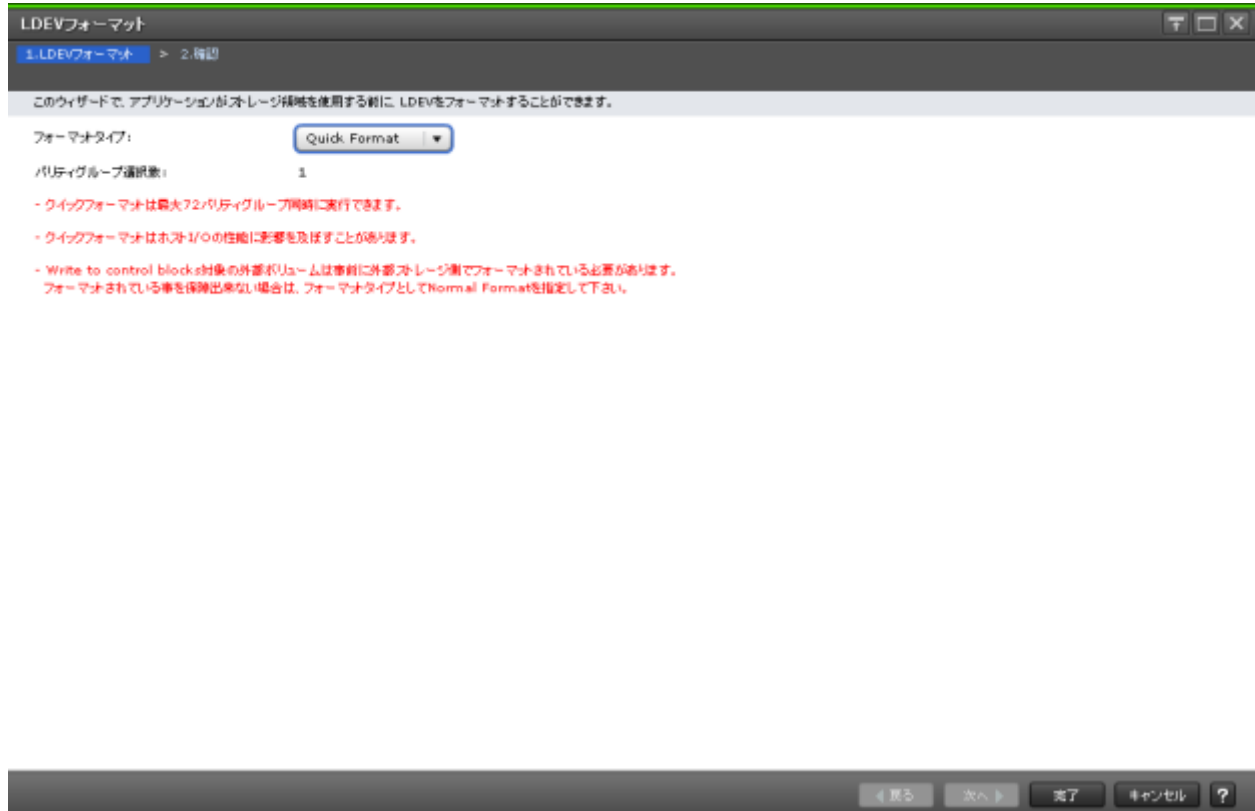 LDEVフォーマット
1.LDEVフォーマット > 2.確認
このウィザードで、アプリケーションがストレージ領域を使用する前に、LDEVをフォーマットすることができます。
フォーマットタイプ: Quick Format
パリティグループ選択数: 1
- クイックフォーマットは最大72パリティグループ同時に実行できます。
- クイックフォーマットはホストI/Oの性能に影響を及ぼすことがあります。
- Write to control blocks対象の外部ボリュームは事前に外部ストレージ側でフォーマットされている必要があります。
フォーマットされている事を保障出来ない場合は、フォーマットタイプとしてNormal Formatを指定して下さい。
戻る 次へ 完了 キャンセル ?